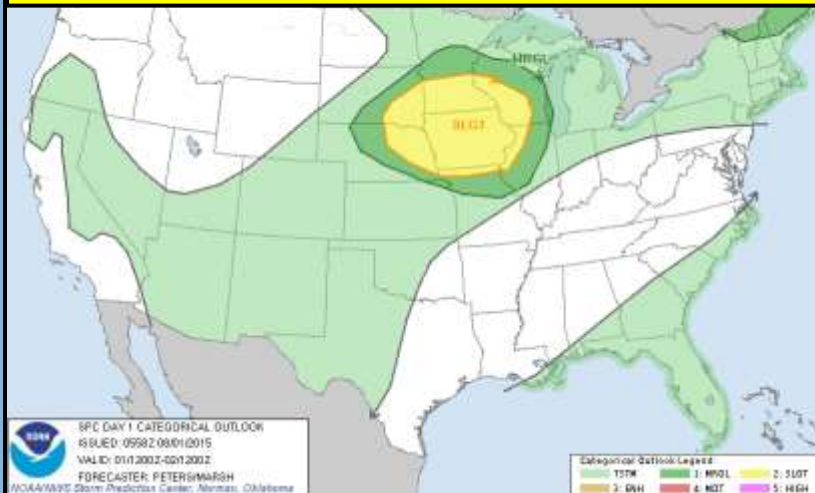 MRGL
SLGT
SPC DAY 1 CATEGORICAL OUTLOOK
ISSUED: 0558Z 08/01/2015
VALID: 01/1200Z-02/1200Z
FORECASTER: PETERS/MARSH
NOAA/NWS Storm Prediction Center, Norman, Oklahoma
Categorical Outlook Legend:
TSTM 1: MRGL 2: SLGT
3: ENH 4: MDT 5: HIGH